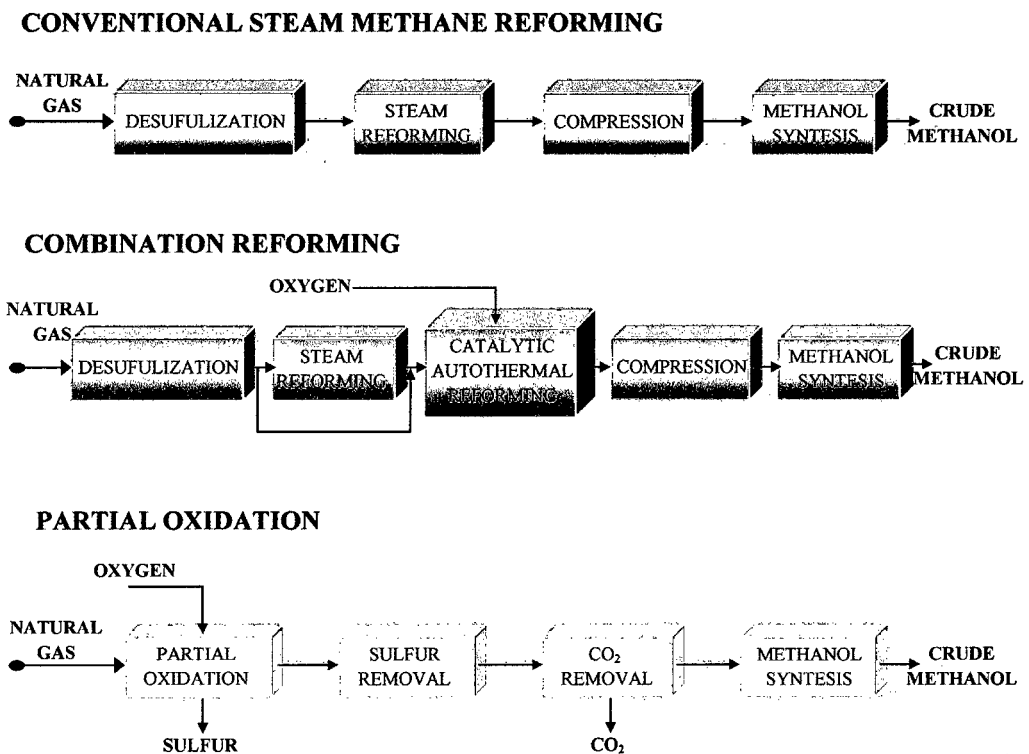 CONVENTIONAL STEAM METHANE REFORMING
NATURAL
GAS
DESUFULIZATION
STEAM
REFORMING
COMPRESSION
METHANOL
SYNTESIS
CRUDE
METHANOL
COMBINATION REFORMING
OXYGEN
NATURAL
GAS
DESUFULIZATION
STEAM
REFORMING
CATALYTIC
AUTOTHERMAL
REFORMING
COMPRESSION
METHANOL
SYNTESIS
CRUDE
METHANOL
PARTIAL OXIDATION
OXYGEN
NATURAL
GAS
PARTIAL
OXIDATION
SULFUR
REMOVAL
CO₂
REMOVAL
METHANOL
SYNTESIS
CRUDE
METHANOL
SULFUR
CO₂